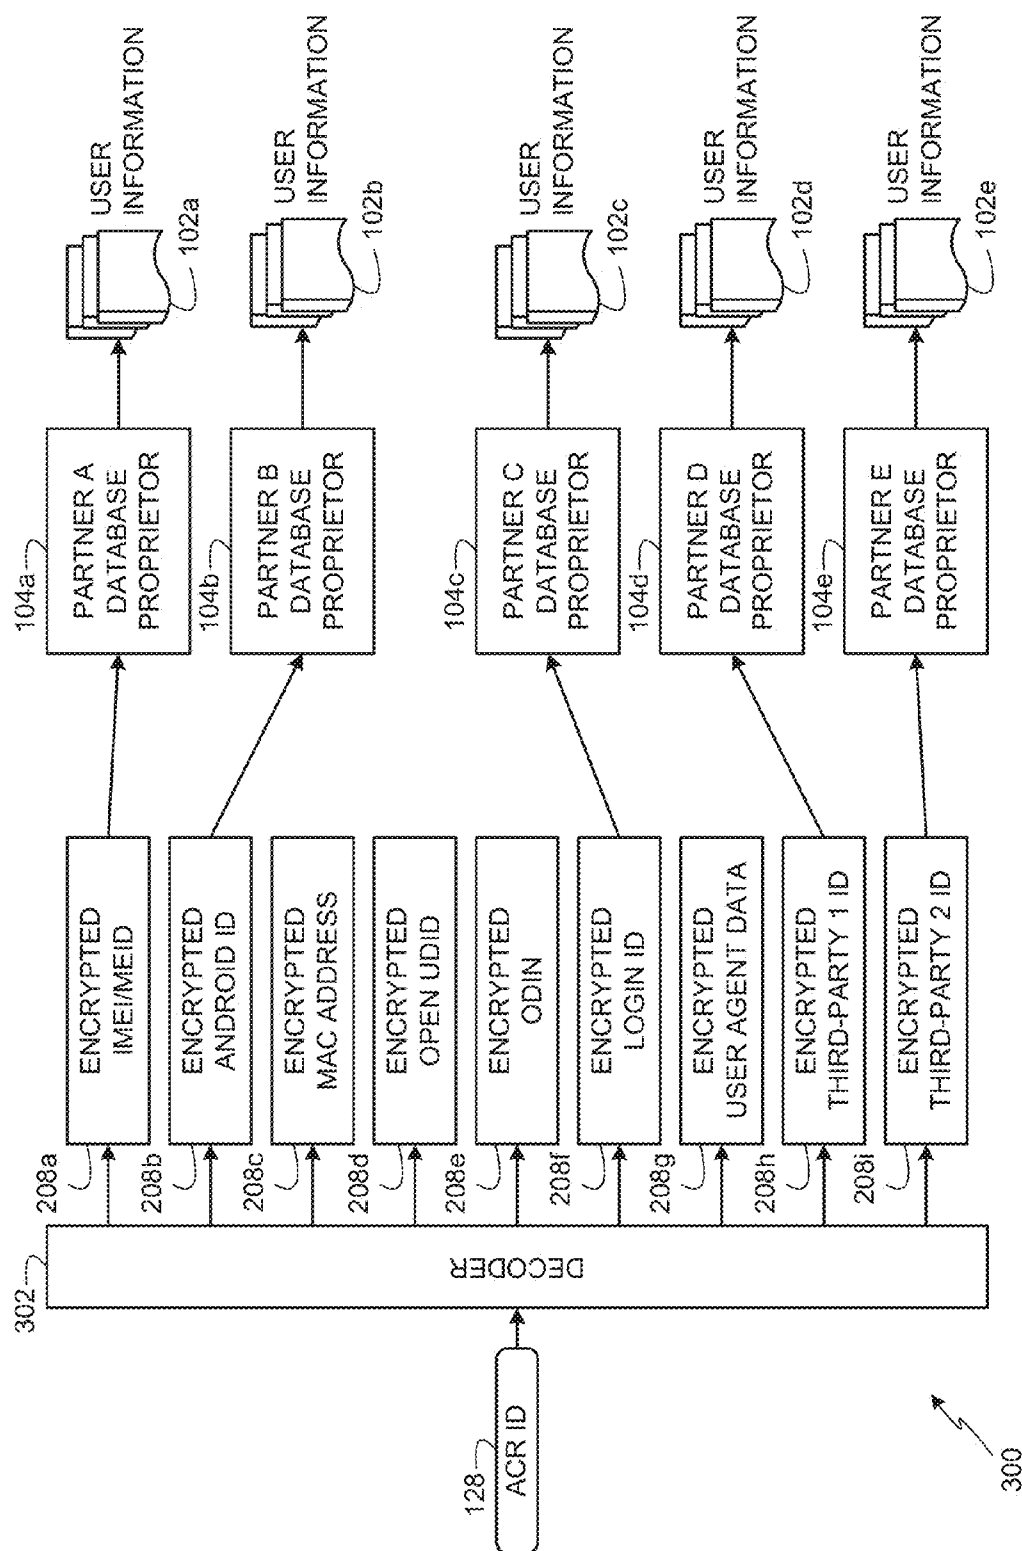 128
ACR ID
300
302
DECODER
208a
ENCRYPTED
IMEI/MEID
208b
ENCRYPTED
ANDROID ID
208c
ENCRYPTED
MAC ADDRESS
208d
ENCRYPTED
OPEN UDID
208e
ENCRYPTED
ODIN
208f
ENCRYPTED
LOGIN ID
208g
ENCRYPTED
USER AGENT DATA
208h
ENCRYPTED
THIRD-PARTY 1 ID
208i
ENCRYPTED
THIRD-PARTY 2 ID
104a
PARTNER A
DATABASE
PROPRIETOR
104b
PARTNER B
DATABASE
PROPRIETOR
104c
PARTNER C
DATABASE
PROPRIETOR
104d
PARTNER D
DATABASE
PROPRIETOR
104e
PARTNER E
DATABASE
PROPRIETOR
USER
INFORMATION
102a
USER
INFORMATION
102b
USER
INFORMATION
102c
USER
INFORMATION
102d
USER
INFORMATION
102e